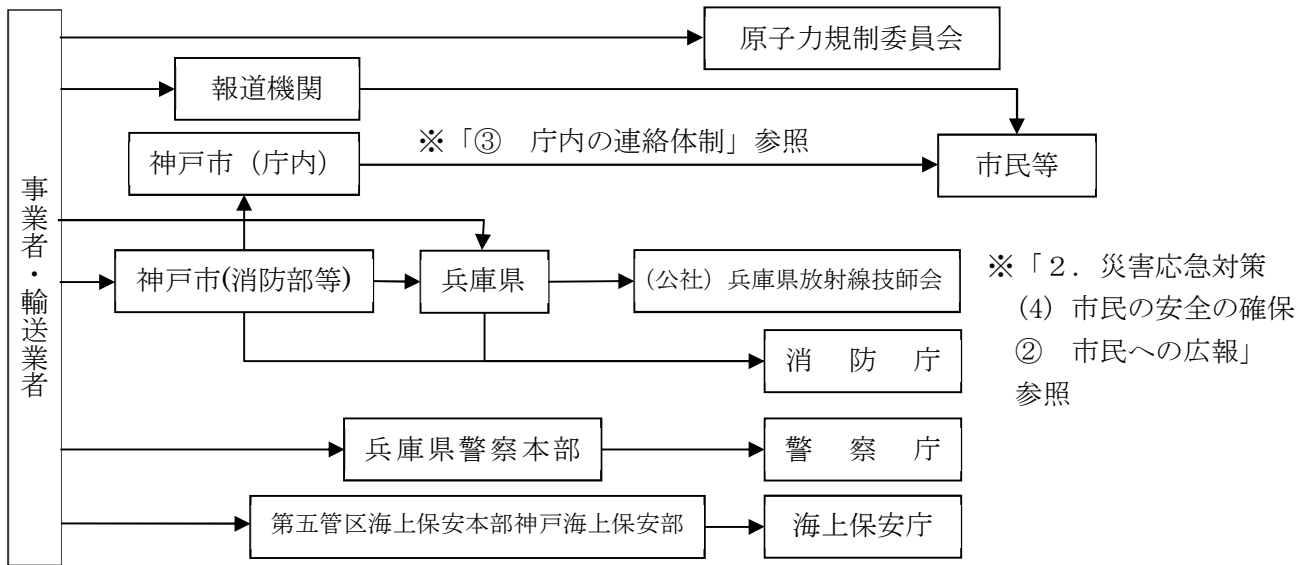 原子力規制委員会
報道機関
※「③　庁内の連絡体制」参照
神戸市（庁内）
市民等
事業者・輸送業者
神戸市(消防部等)
兵庫県
(公社）兵庫県放射線技師会
※「２．災害応急対策
(4) 市民の安全の確保
②　市民への広報」
参照
消　防　庁
兵庫県警察本部
警　察　庁
第五管区海上保安本部神戸海上保安部
海上保安庁